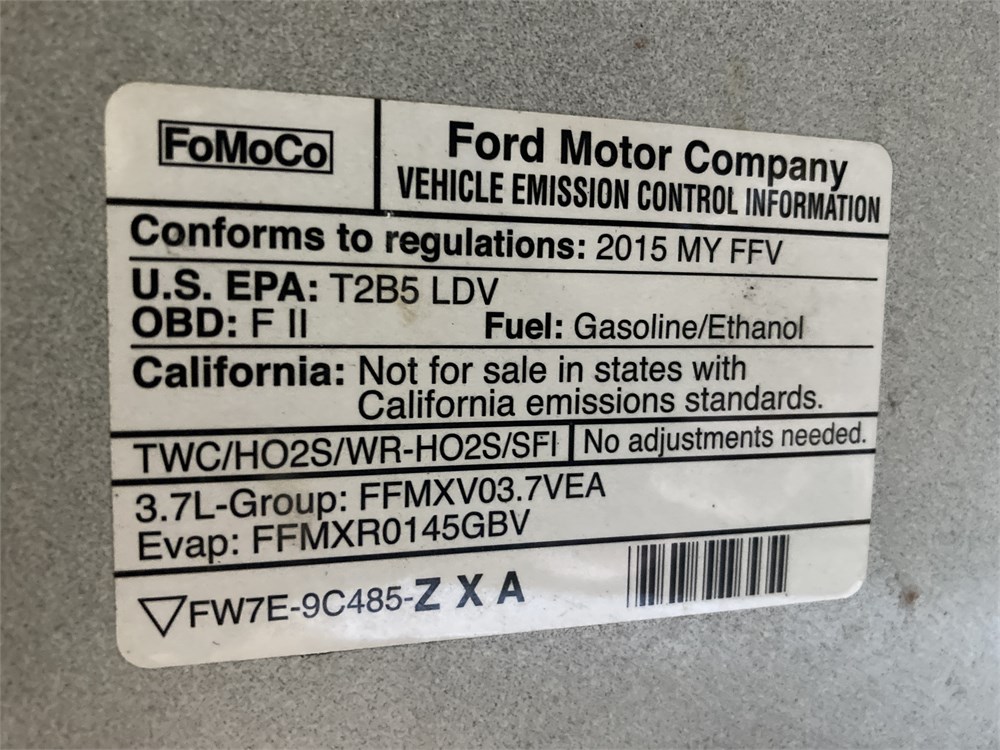 FoMoCo
Ford Motor Company
VEHICLE EMISSION CONTROL INFORMATION
Conforms to regulations: 2015 MY FFV
U.S. EPA: T2B5 LDV
OBD: F II Fuel: Gasoline/Ethanol
California: Not for sale in states with
California emissions standards.
TWC/HO2S/WR-HO2S/SFI No adjustments needed.
3.7L-Group: FFMXV03.7VEA
Evap: FFMXR0145GBV
FW7E-9C485-Z X A